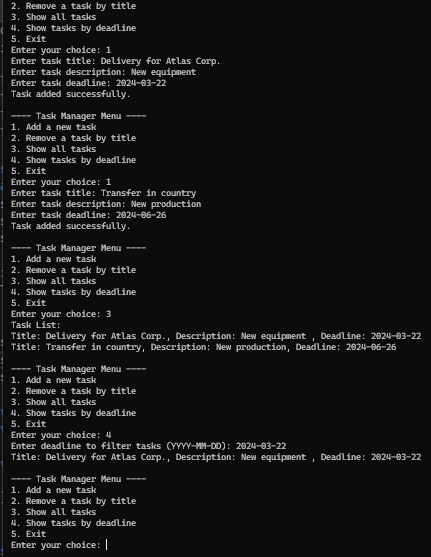 2. Remove a task by title
3. Show all tasks
4. Show tasks by deadline
5. Exit
Enter your choice: 1
Enter task title: Delivery for Atlas Corp.
Enter task description: New equipment
Enter task deadline: 2024-03-22
Task added successfully.
---- Task Manager Menu ----
1. Add a new task
2. Remove a task by title
3. Show all tasks
4. Show tasks by deadline
5. Exit
Enter your choice: 1
Enter task title: Transfer in country
Enter task description: New production
Enter task deadline: 2024-06-26
Task added successfully.
---- Task Manager Menu ----
1. Add a new task
2. Remove a task by title
3. Show all tasks
4. Show tasks by deadline
5. Exit
Enter your choice: 3
Task List:
Title: Delivery for Atlas Corp., Description: New equipment , Deadline: 2024-03-22
Title: Transfer in country, Description: New production, Deadline: 2024-06-26
---- Task Manager Menu ----
1. Add a new task
2. Remove a task by title
3. Show all tasks
4. Show tasks by deadline
5. Exit
Enter your choice: 4
Enter deadline to filter tasks (YYYY-MM-DD): 2024-03-22
Title: Delivery for Atlas Corp., Description: New equipment , Deadline: 2024-03-22
---- Task Manager Menu ----
1. Add a new task
2. Remove a task by title
3. Show all tasks
4. Show tasks by deadline
5. Exit
Enter your choice: